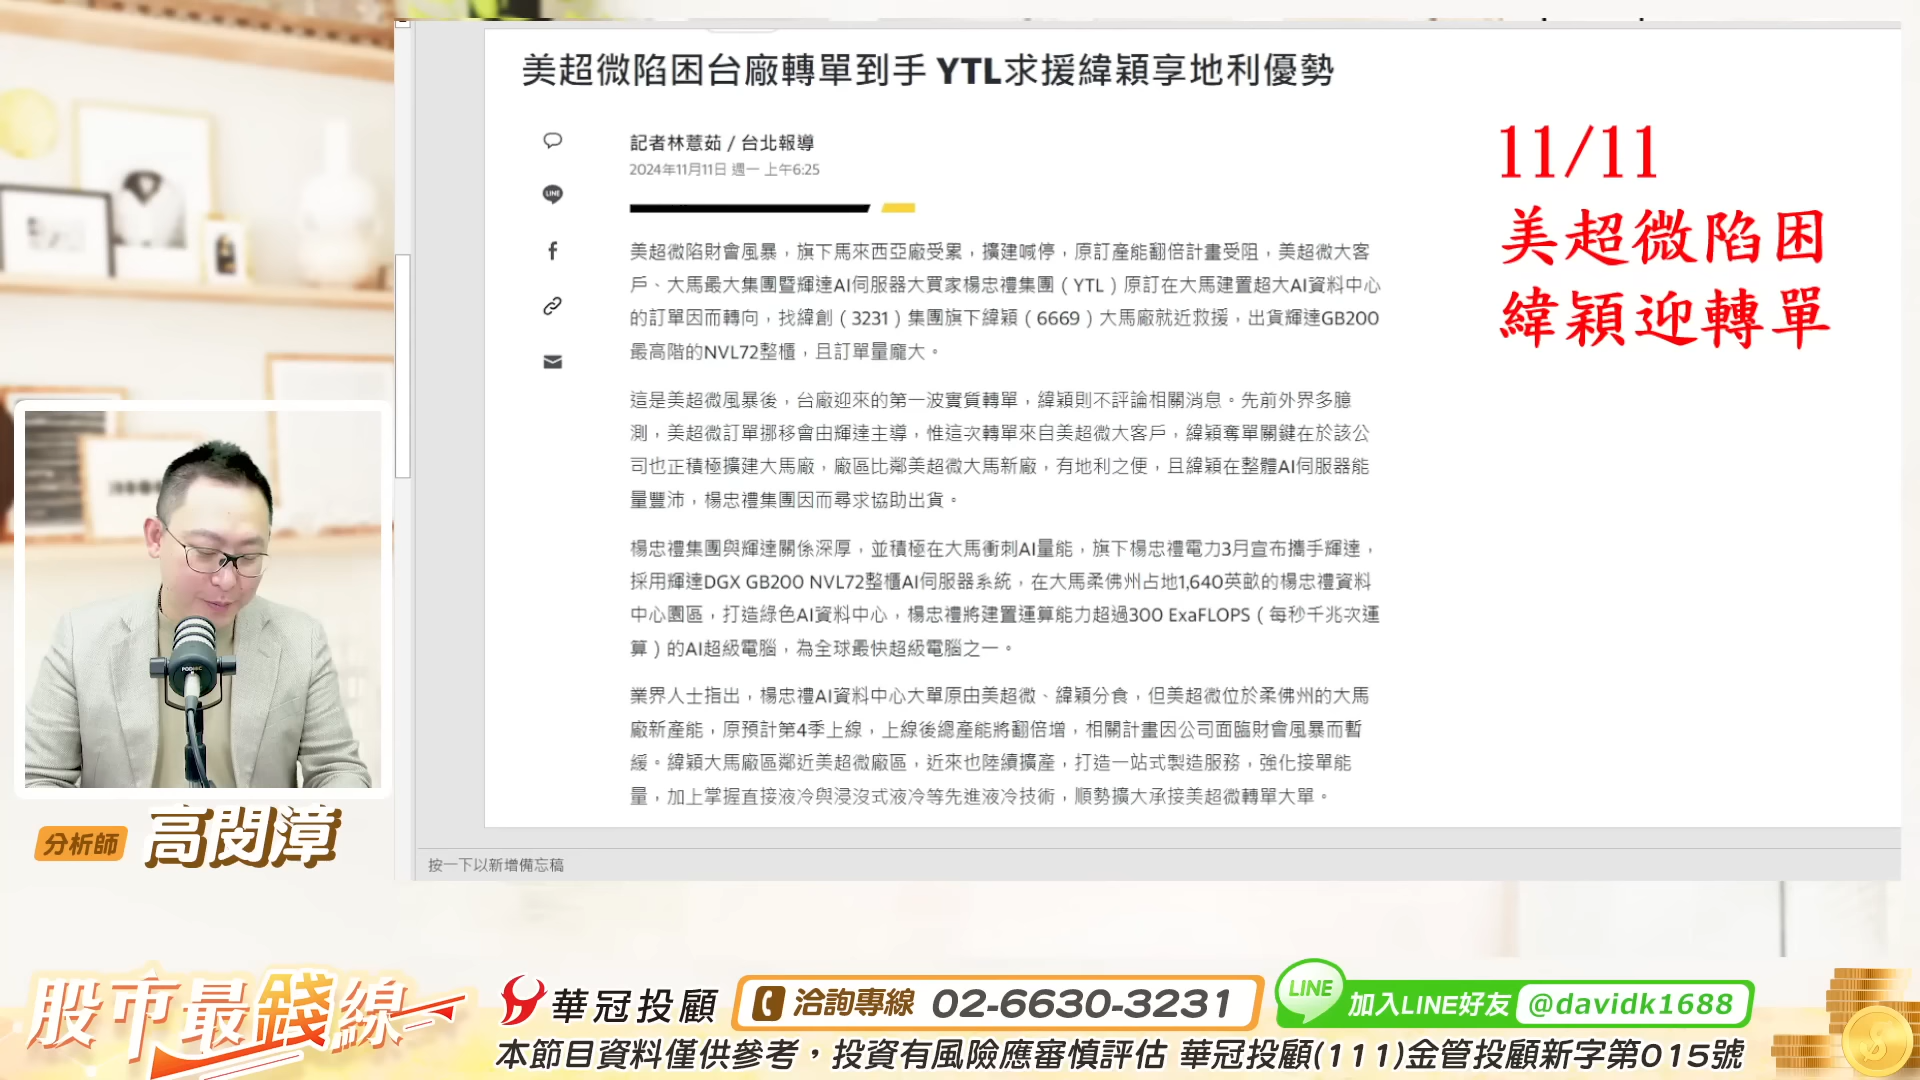 美超微陷困台廠轉單到手 YTL求援緯穎享地利優勢
記者林薏茹 / 台北報導
2024年11月11日 週一 上午6:25
LINE
美超微陷財會風暴，旗下馬來西亞廠受累，擴建喊停，原訂產能翻倍計畫受阻，美超微大客
戶、大馬最大集團暨輝達AI伺服器大買家楊忠禮集團（YTL）原訂在大馬建置超大AI資料中心
的訂單因而轉向，找緯創（3231）集團旗下緯穎（6669）大馬廠就近救援，出貨輝達GB200
最高階的NVL72整櫃，且訂單量龐大。
這是美超微風暴後，台廠迎來的第一波實質轉單，緯穎則不評論相關消息。先前外界多臆
測，美超微訂單挪移會由輝達主導，惟這次轉單來自美超微大客戶，緯穎奪單關鍵在於該公
司也正積極擴建大馬廠，廠區比鄰美超微大馬新廠，有地利之便，且緯穎在整體AI伺服器能
量豐沛，楊忠禮集團因而尋求協助出貨。
楊忠禮集團與輝達關係深厚，並積極在大馬衝刺AI量能，旗下楊忠禮電力3月宣布攜手輝達，
採用輝達DGX GB200 NVL72整櫃AI伺服器系統，在大馬柔佛州占地1,640英畝的楊忠禮資料
中心園區，打造綠色AI資料中心，楊忠禮將建置運算能力超過300 ExaFLOPS（每秒千兆次運
算）的AI超級電腦，為全球最快超級電腦之一。
業界人士指出，楊忠禮AI資料中心大單原由美超微、緯穎分食，但美超微位於柔佛州的大馬
廠新產能，原預計第4季上線，上線後總產能將翻倍增，相關計畫因公司面臨財會風暴而暫
緩。緯穎大馬廠區鄰近美超微廠區，近來也陸續擴產，打造一站式製造服務，強化接單能
量，加上掌握直接液冷與浸沒式液冷等先進液冷技術，順勢擴大承接美超微轉單大單。
11/11
美超微陷困
緯穎迎轉單
按一下以新增備忘稿
分析師 高閔漳
股市最錢線
華冠投顧 洽詢專線 02-6630-3231
LINE 加入LINE好友 @davidk1688
本節目資料僅供參考，投資有風險應審慎評估 華冠投顧(111)金管投顧新字第015號